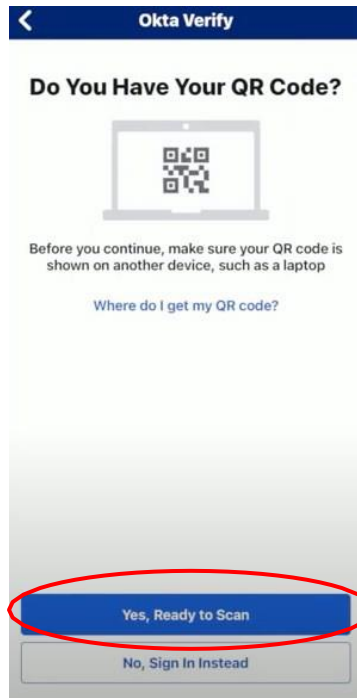 Okta Verify
Do You Have Your QR Code?
Before you continue, make sure your QR code is
shown on another device, such as a laptop
Where do I get my QR code?
Yes, Ready to Scan
No, Sign In Instead